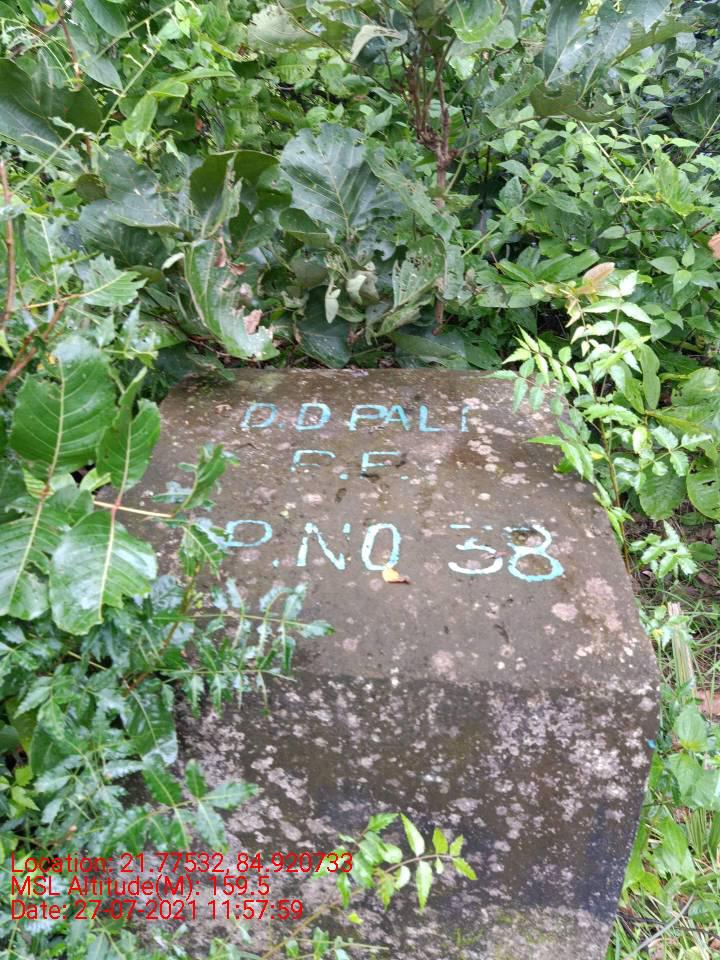 D.D PALI
P.F.
P.NO 38
Location: 21.77532,84.920733
MSL Altitude(M): 159.5
Date: 27-07-2021 11:57:59